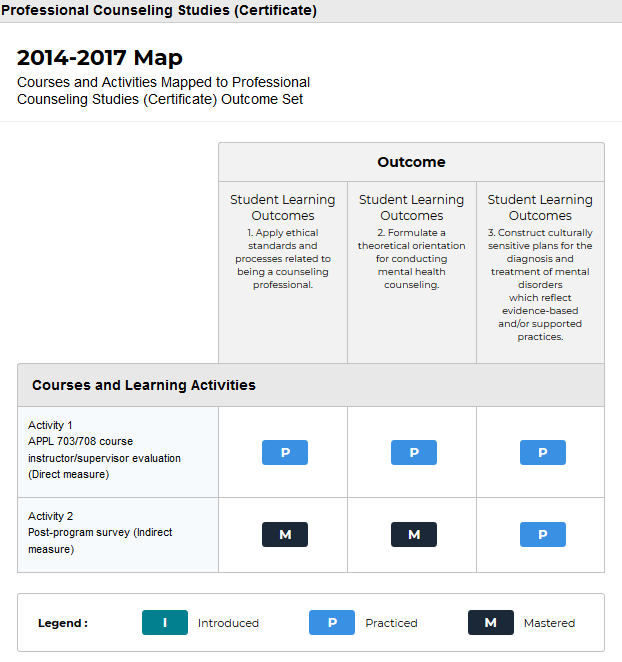 Professional Counseling Studies (Certificate)
2014-2017 Map
Courses and Activities Mapped to Professional
Counseling Studies (Certificate) Outcome Set
Outcome
Student Learning
Outcomes
1. Apply ethical
standards and
processes related to
being a counseling
professional.
Student Learning
Outcomes
2. Formulate a
theoretical orientation
for conducting
mental health
counseling.
Student Learning
Outcomes
3. Construct culturally
sensitive plans for the
diagnosis and
treatment of mental
disorders
which reflect
evidence-based
and/or supported
practices.
Courses and Learning Activities
Activity 1
APPL 703/708 course
instructor/supervisor evaluation
(Direct measure)
P
P
P
Activity 2
Post-program survey (Indirect
measure)
M
M
P
Legend :
I
Introduced
P
Practiced
M
Mastered